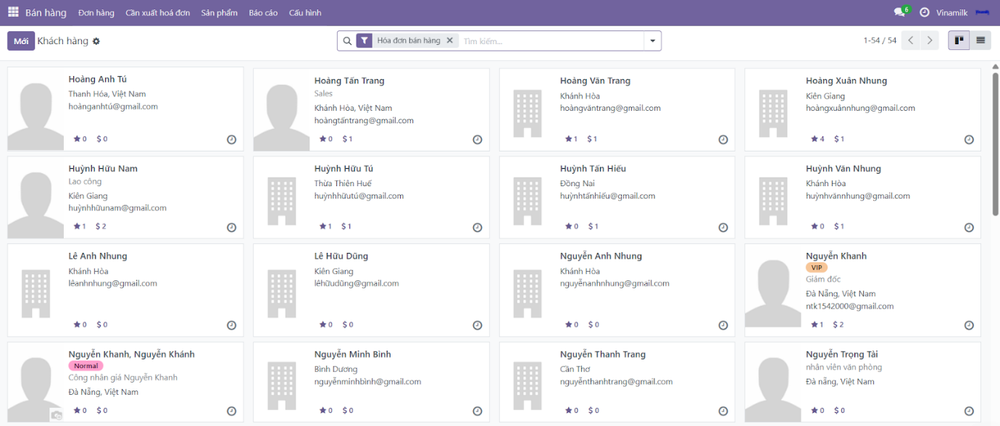 Bán hàng Đơn hàng Cần xuất hoá đơn Sản phẩm Báo cáo Cấu hình 6 Vinamilk
Mới Khách hàng Hóa đơn bán hàng Tìm kiếm... 1-54 / 54
Hoàng Anh Tú
Thanh Hóa, Việt Nam
hoànganhtú@gmail.com
0 $ 0
Hoàng Tấn Trang
Sales
Khánh Hòa, Việt Nam
hoàngtấntrang@gmail.com
0 $ 1
Hoàng Văn Trang
Khánh Hòa
hoàngvăntrang@gmail.com
1 $ 1
Hoàng Xuân Nhung
Kiên Giang
hoàngxuânnhung@gmail.com
4 $ 1
Huỳnh Hữu Nam
Lao công
Kiên Giang
huỳnhhữunam@gmail.com
1 $ 2
Huỳnh Hữu Tú
Thừa Thiên Huế
huỳnhhữutú@gmail.com
1 $ 1
Huỳnh Tấn Hiếu
Đồng Nai
huỳnhtấnhiếu@gmail.com
0 $ 1
Huỳnh Văn Nhung
Khánh Hòa
huỳnhvănnhung@gmail.com
0 $ 1
Lê Anh Nhung
Khánh Hòa
lêanhnhung@gmail.com
0 $ 0
Lê Hữu Dũng
Kiên Giang
lêhữudũng@gmail.com
0 $ 0
Nguyễn Anh Nhung
Khánh Hòa
nguyễnanhnhung@gmail.com
0 $ 0
Nguyễn Khanh
VIP
Giám đốc
Đà Nẵng, Việt Nam
ntk1542000@gmail.com
1 $ 2
Nguyễn Khanh, Nguyễn Khánh
Normal
Công nhân giá Nguyễn Khanh
Đà Nẵng, Việt Nam
0 $ 0
Nguyễn Minh Bình
Bình Dương
nguyễnminhbình@gmail.com
0 $ 0
Nguyễn Thanh Trang
Cần Thơ
nguyễnthanhtrang@gmail.com
0 $ 0
Nguyễn Trọng Tài
nhân viên văn phòng
Đà nẵng, Việt Nam
0 $ 0